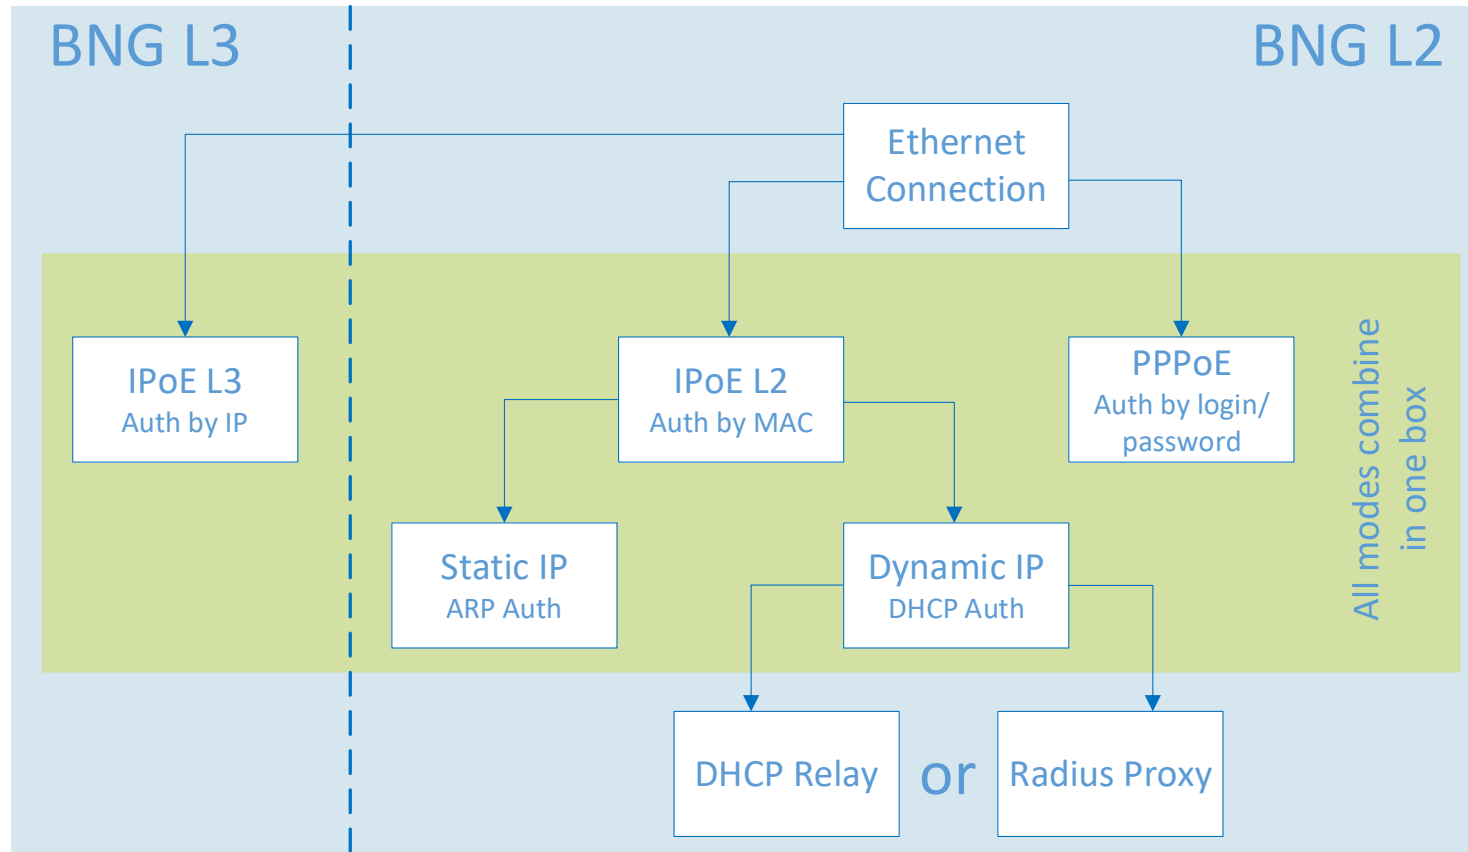 BNG L3
BNG L2
Ethernet
Connection
IPoE L3
Auth by IP
IPoE L2
Auth by MAC
PPPoE
Auth by login/
password
All modes combine
in one box
Static IP
ARP Auth
Dynamic IP
DHCP Auth
DHCP Relay
or
Radius Proxy